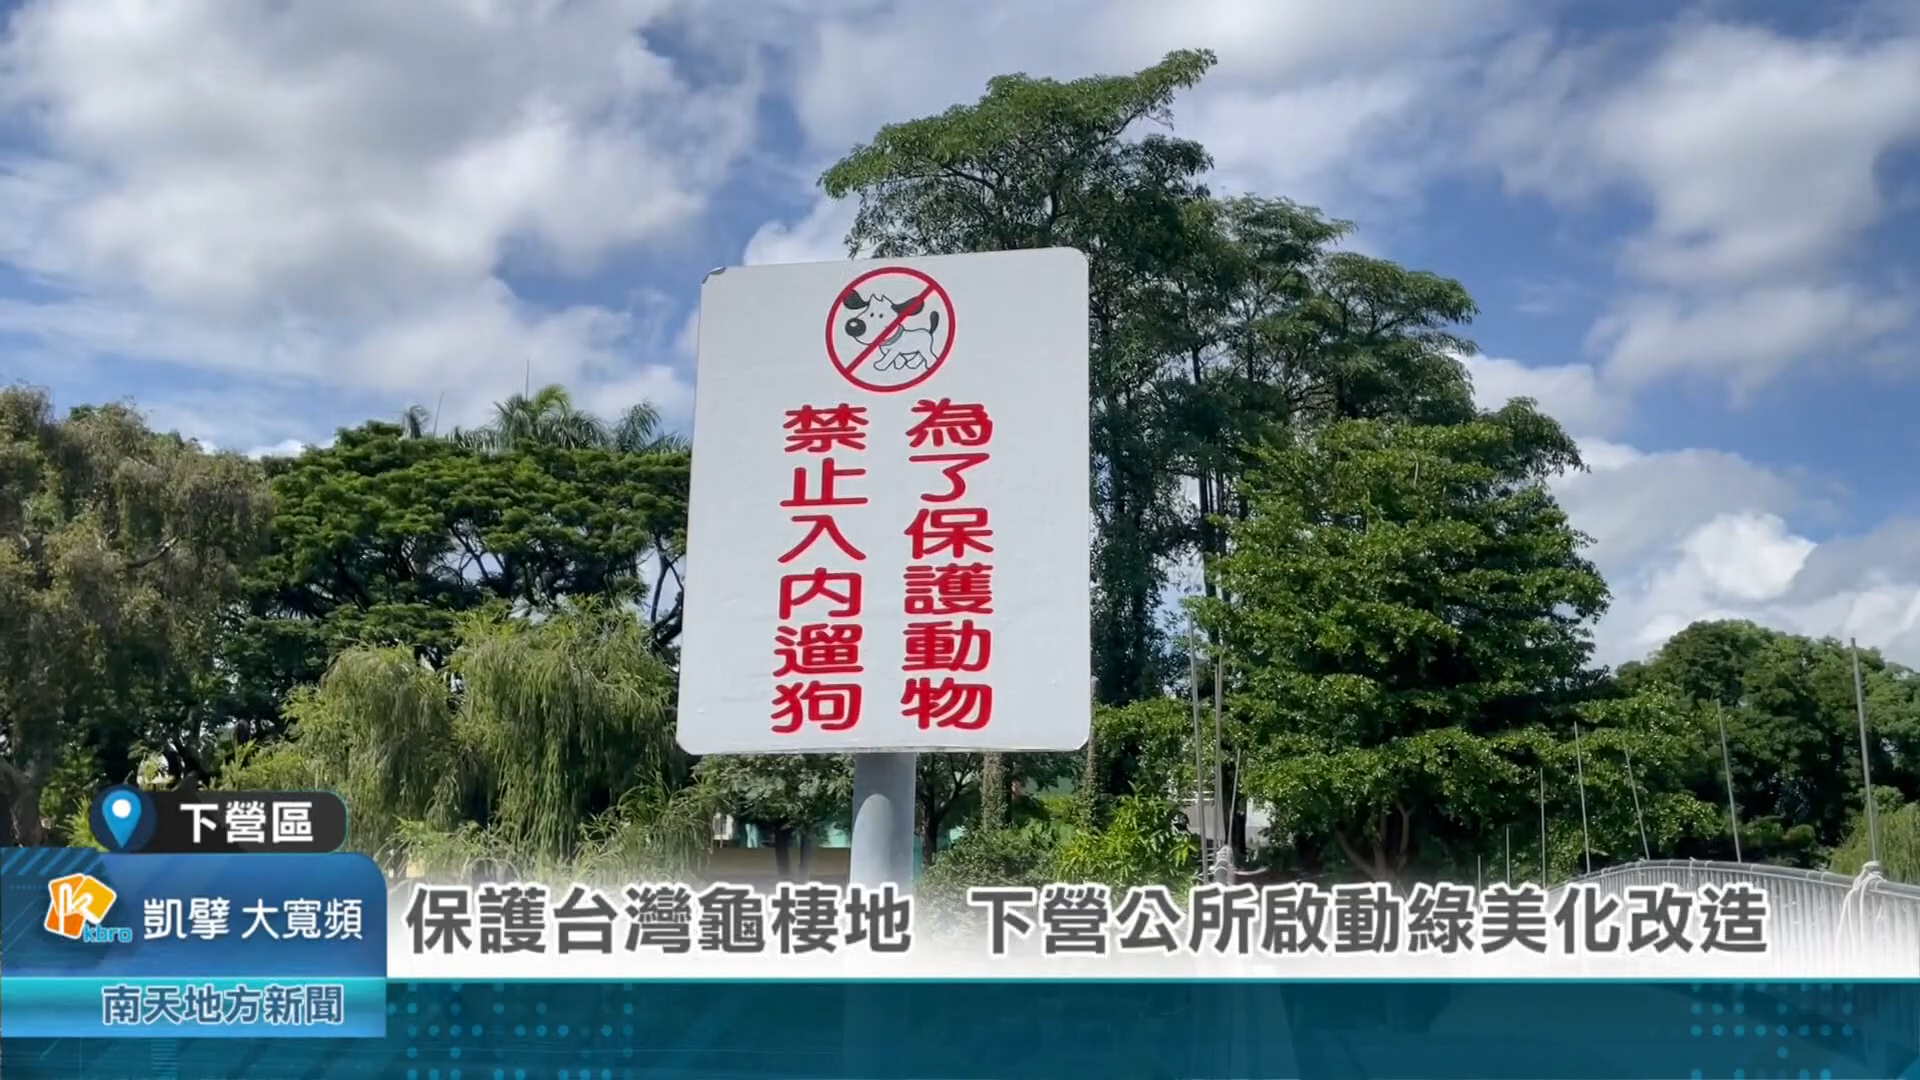 為了保護動物
禁止入內遛狗
下營區
kbro
凱擘 大寬頻
保護台灣龜棲地 下營公所啟動綠美化改造
南天地方新聞